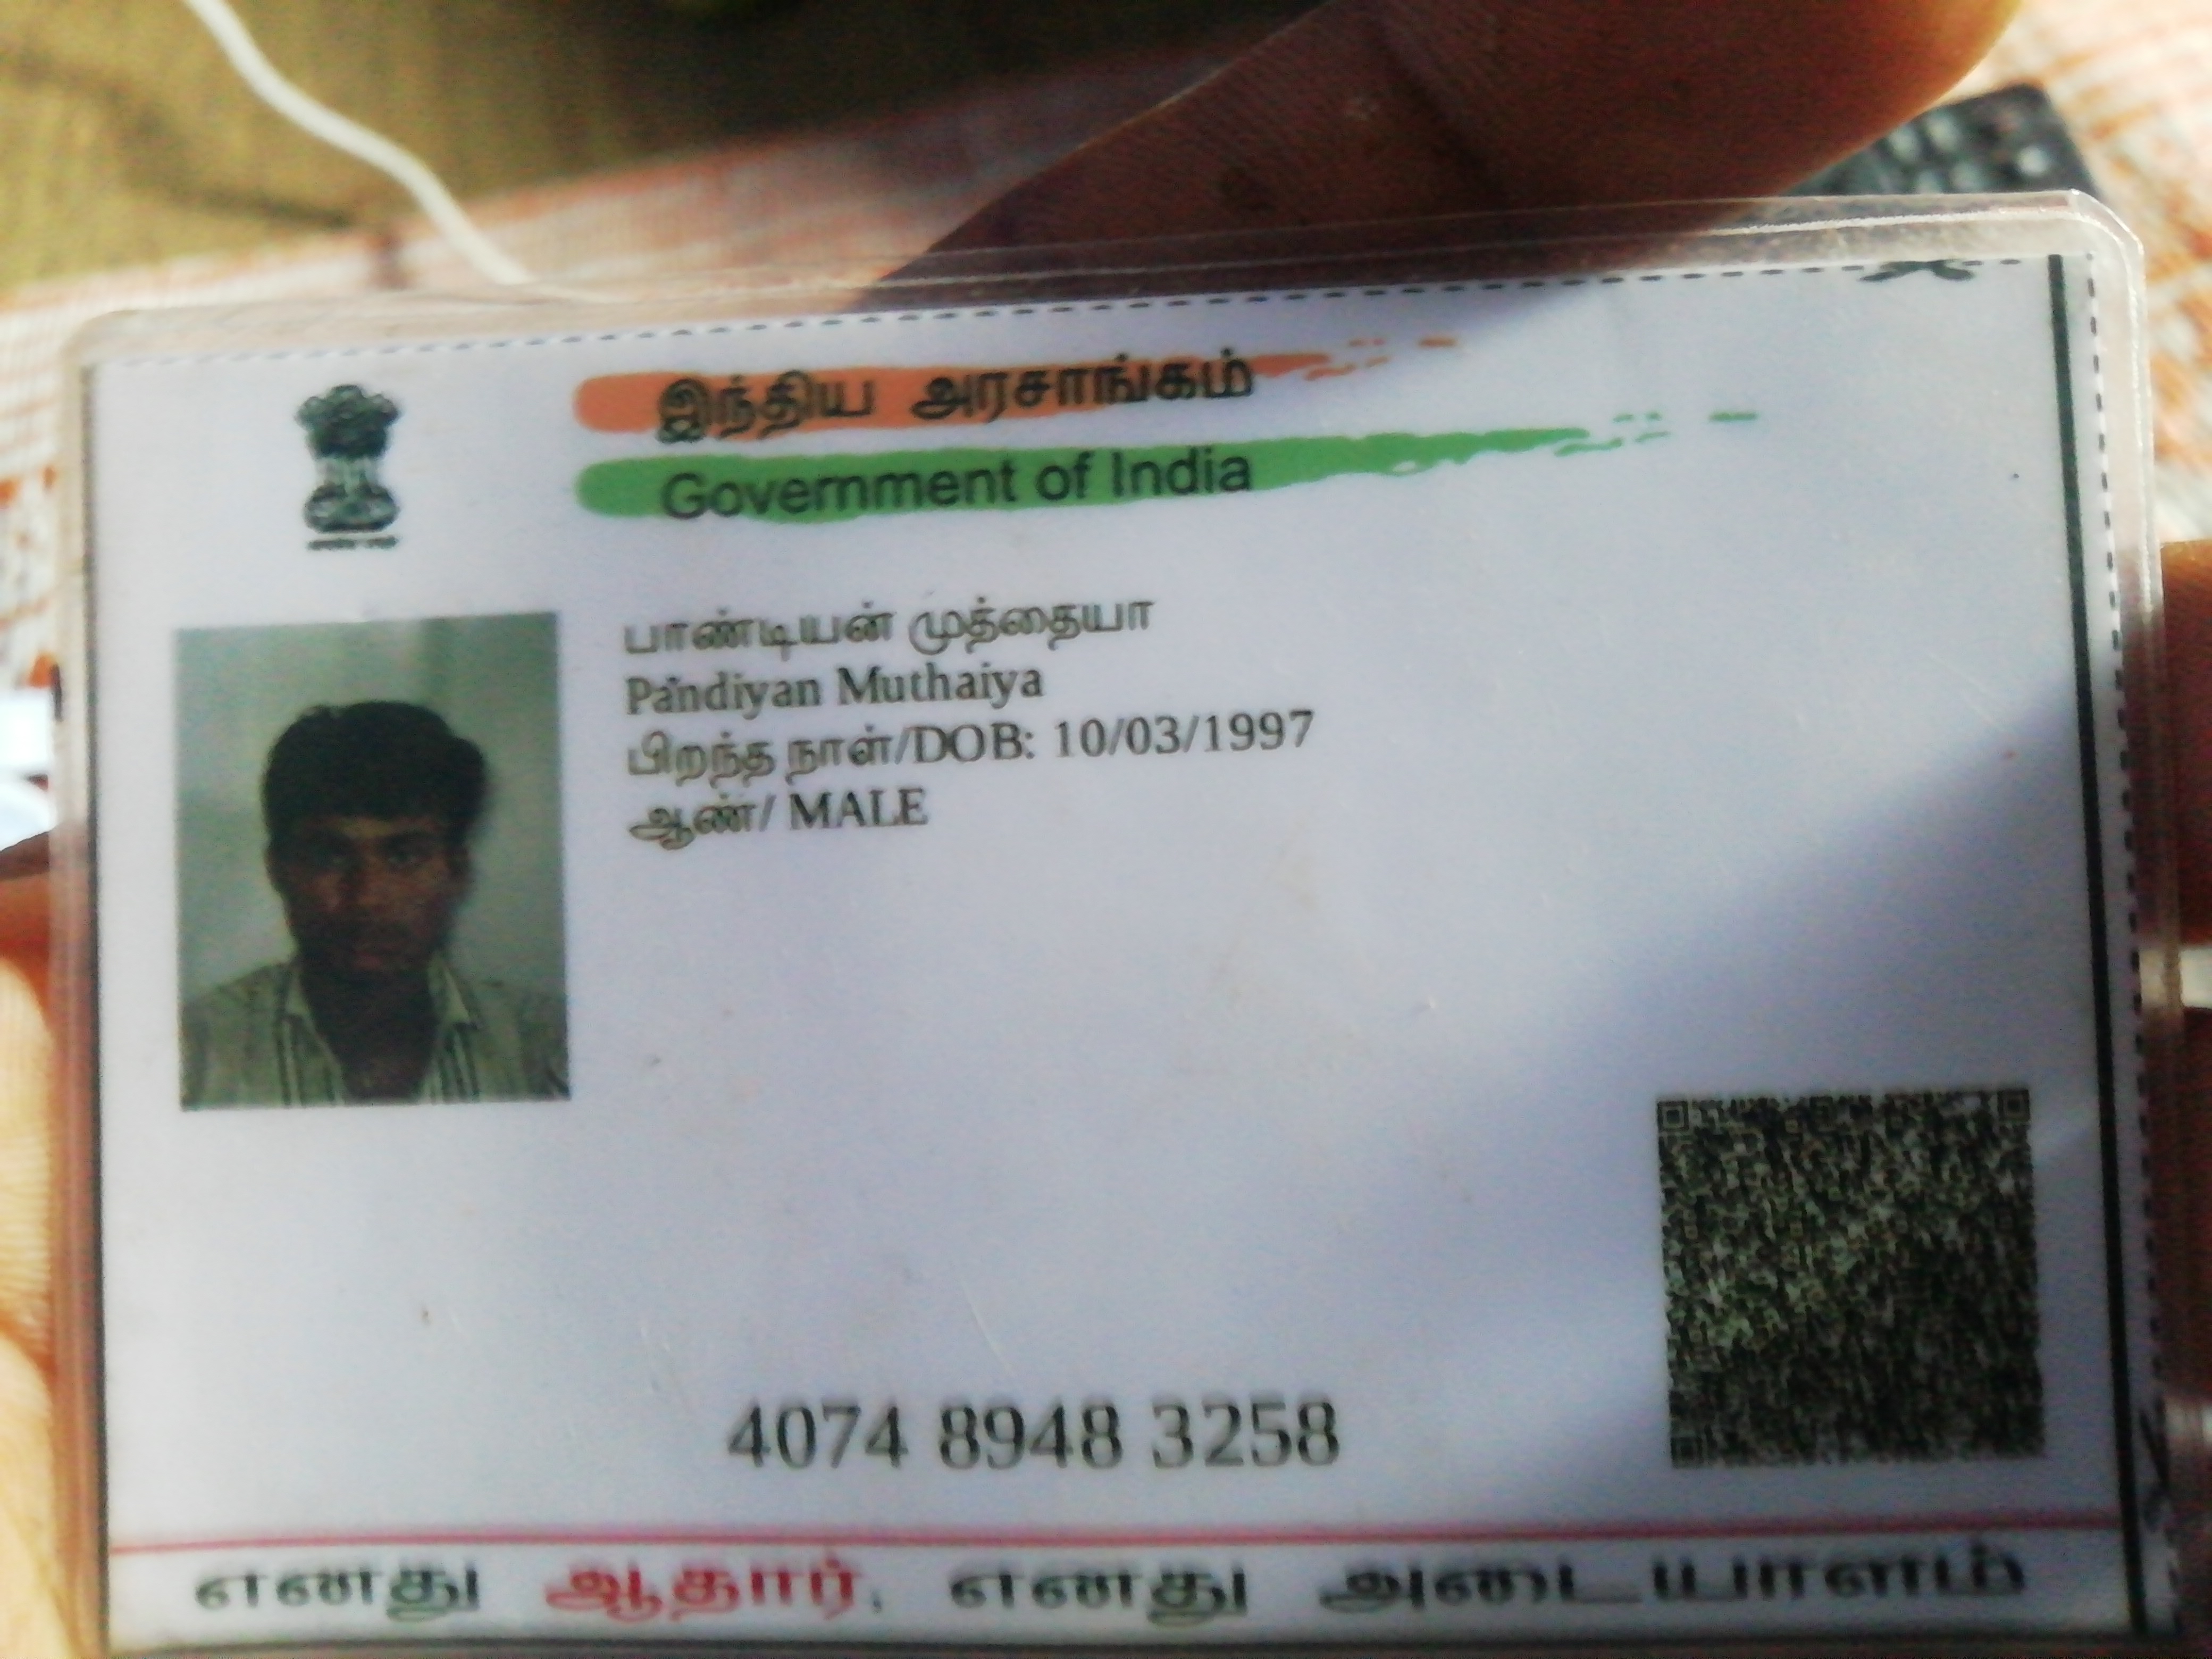 இந்திய அரசாங்கம்
Government of India
பாண்டியன் முத்தையா
Pandiyan Muthaiya
பிறந்த நாள்/DOB: 10/03/1997
ஆண்/ MALE
4074 8948 3258
எனது ஆதார், எனது அடையாளம்